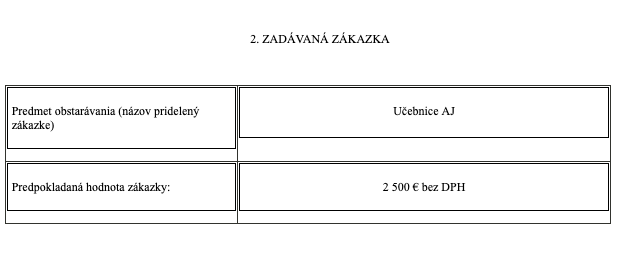 2. ZADÁVANÁ ZÁKAZKA
Predmet obstarávania (názov pridelený
zákazke)
Učebnice AJ
Predpokladaná hodnota zákazky:
2 500 € bez DPH